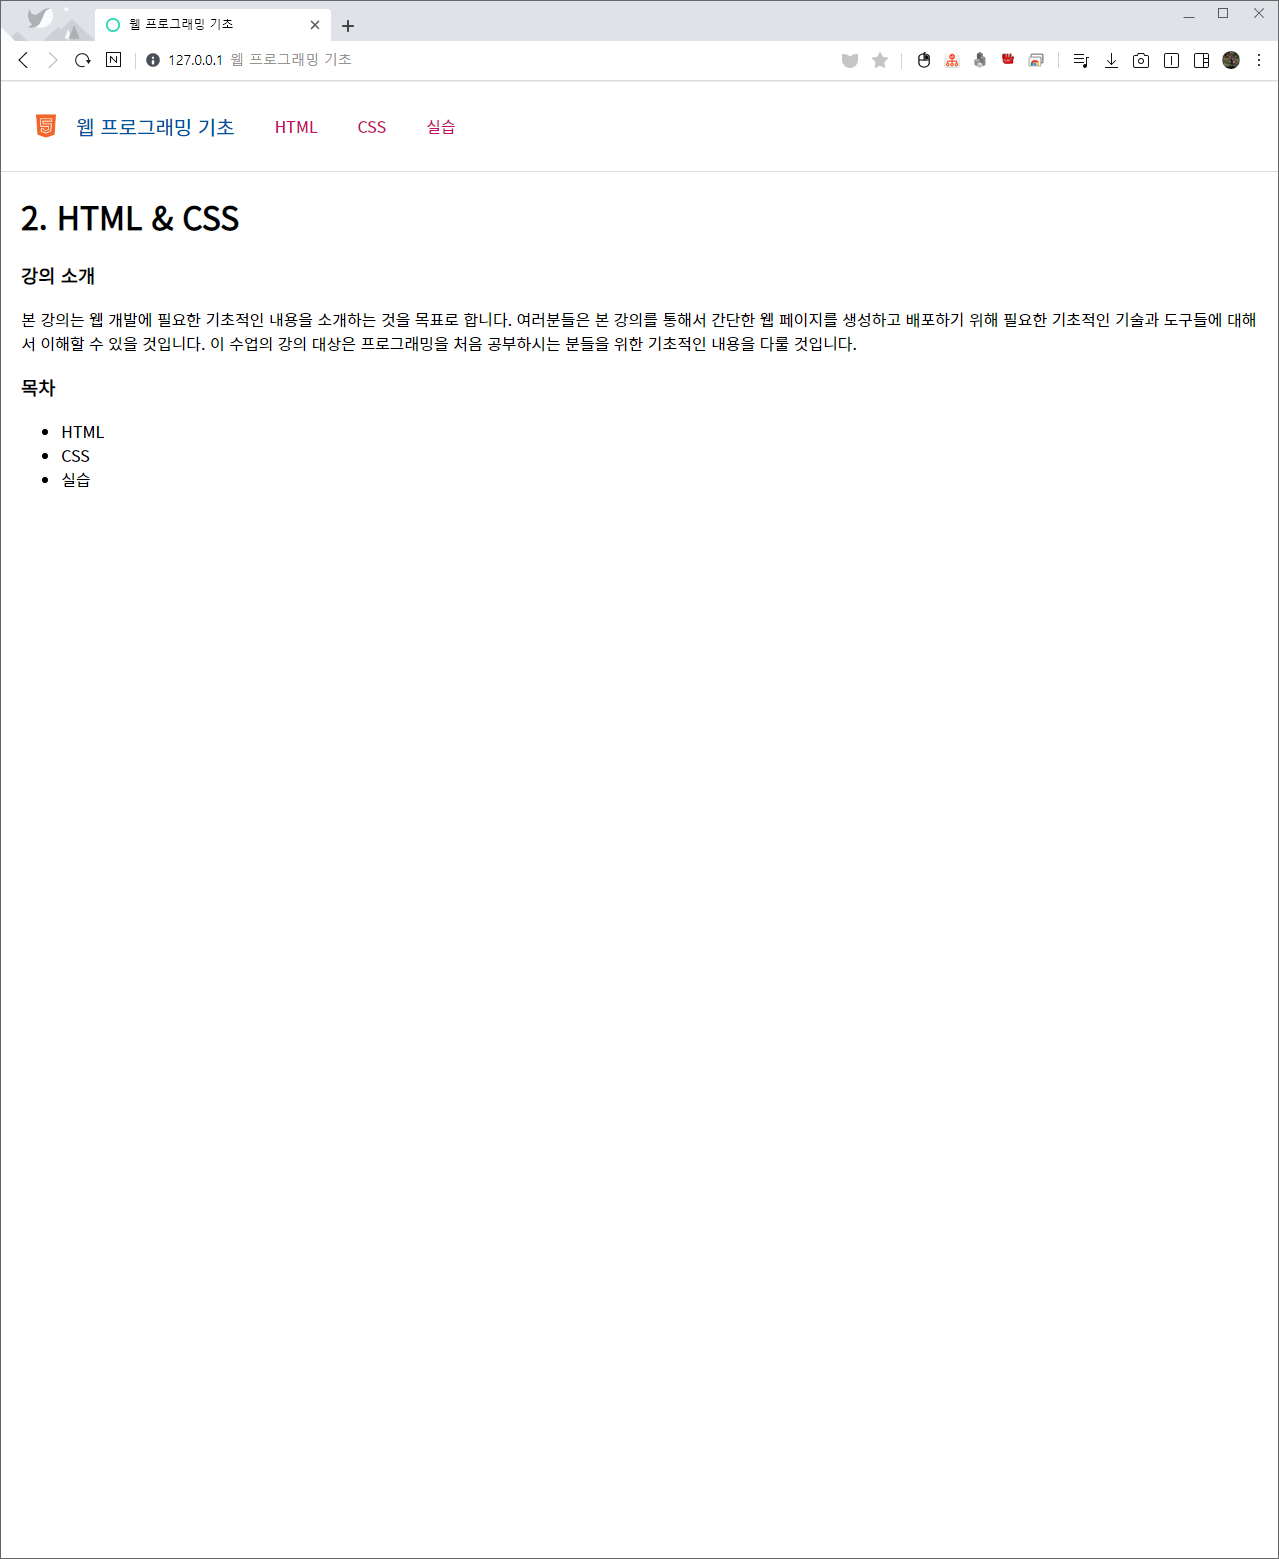 웹 프로그래밍 기초
N
127.0.0.1 웹 프로그래밍 기초
5 웹 프로그래밍 기초 HTML CSS 실습
2. HTML & CSS
강의 소개
본 강의는 웹 개발에 필요한 기초적인 내용을 소개하는 것을 목표로 합니다. 여러분들은 본 강의를 통해서 간단한 웹 페이지를 생성하고 배포하기 위해 필요한 기초적인 기술과 도구들에 대해
서 이해할 수 있을 것입니다. 이 수업의 강의 대상은 프로그래밍을 처음 공부하시는 분들을 위한 기초적인 내용을 다룰 것입니다.
목차
HTML
CSS
실습